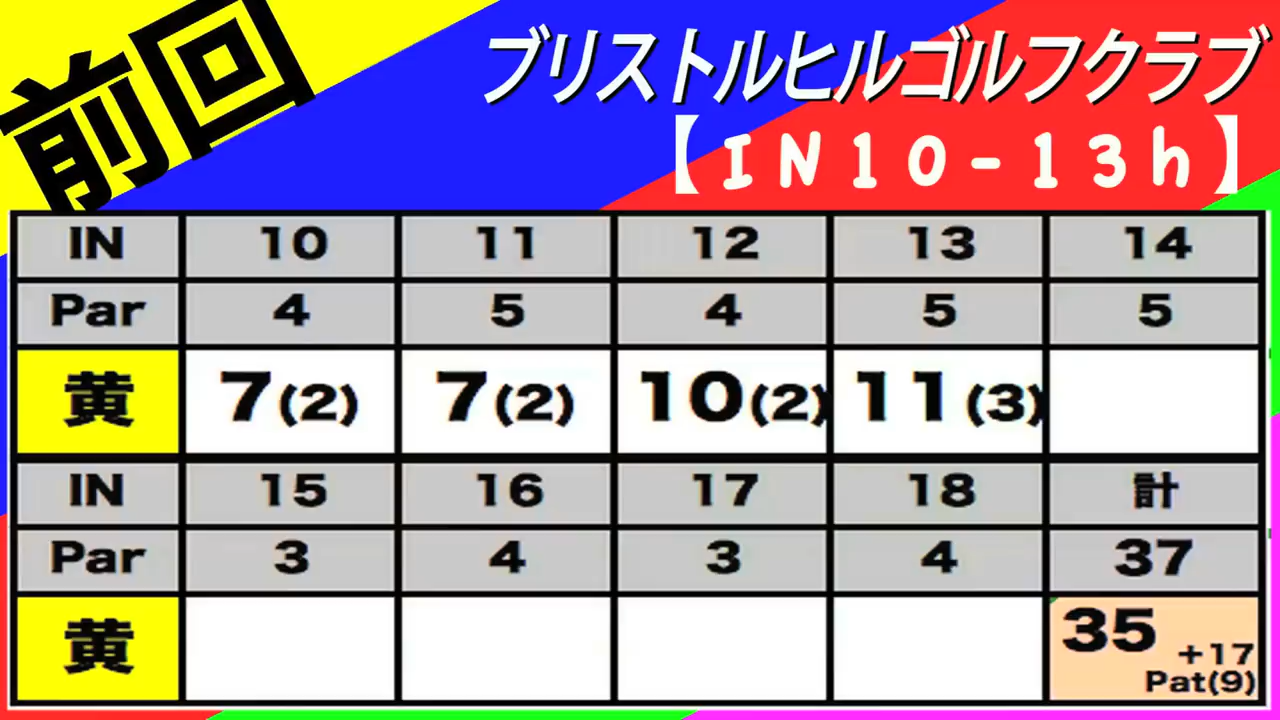 前回
ブリストルヒルゴルフクラブ
【IN10-13h】
IN 10 11 12 13 14
Par 4 5 4 5 5
黄 7(2) 7(2) 10(2) 11(3)
IN 15 16 17 18 計
Par 3 4 3 4 37
黄 35 +17
Pat(9)